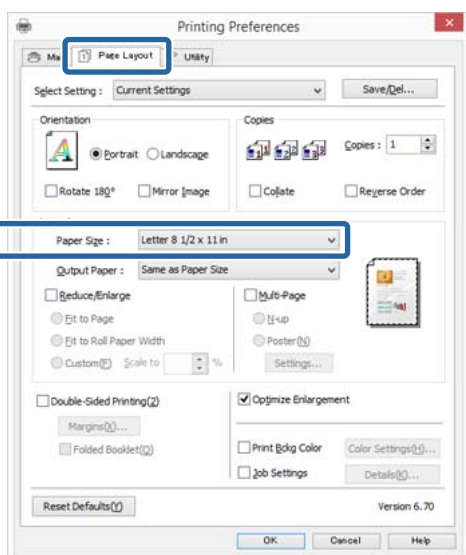 Printing Preferences
Page Layout Utility
Select Setting : Current Settings Save/Del...
Orientation Copies
Portrait Landscape Copies : 1
Rotate 180° Mirror Image Collate Reverse Order
Paper Size : Letter 8 1/2 x 11 in
Output Paper : Same as Paper Size
Reduce/Enlarge Multi-Page
Fit to Page N-up
Fit to Roll Paper Width Poster(N)
Custom(F) Scale to % Settings...
Double-Sided Printing(2) Optimize Enlargement
Margins(X)...
Folded Booklet(Q) Print Bckg Color Color Settings(H)...
Job Settings Details(K)...
Reset Defaults(Y) Version 6.70
OK Cancel Help